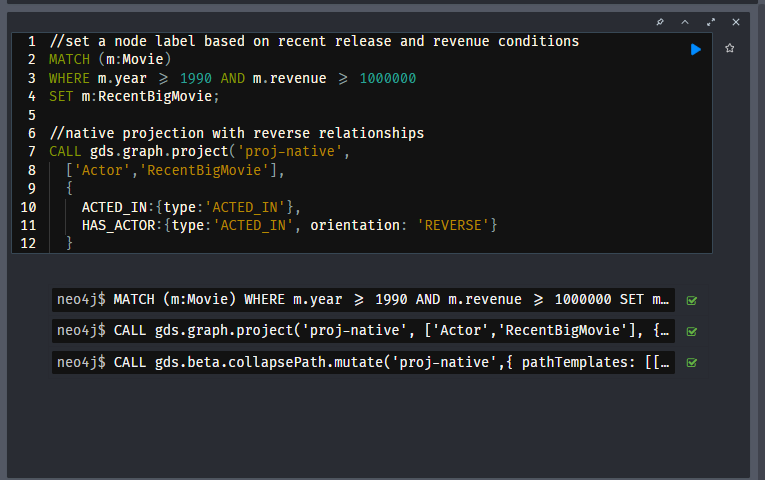 1 //set a node label based on recent release and revenue conditions
2 MATCH (m:Movie)
3 WHERE m.year ≥ 1990 AND m.revenue ≥ 1000000
4 SET m:RecentBigMovie;
5
6 //native projection with reverse relationships
7 CALL gds.graph.project('proj-native',
8 ['Actor','RecentBigMovie'],
9 {
10 ACTED_IN:{type:'ACTED_IN'},
11 HAS_ACTOR:{type:'ACTED_IN', orientation: 'REVERSE'}
12 }
neo4j$ MATCH (m:Movie) WHERE m.year ≥ 1990 AND m.revenue ≥ 1000000 SET m…
neo4j$ CALL gds.graph.project('proj-native', ['Actor','RecentBigMovie'], {…
neo4j$ CALL gds.beta.collapsePath.mutate('proj-native',{ pathTemplates: [[…